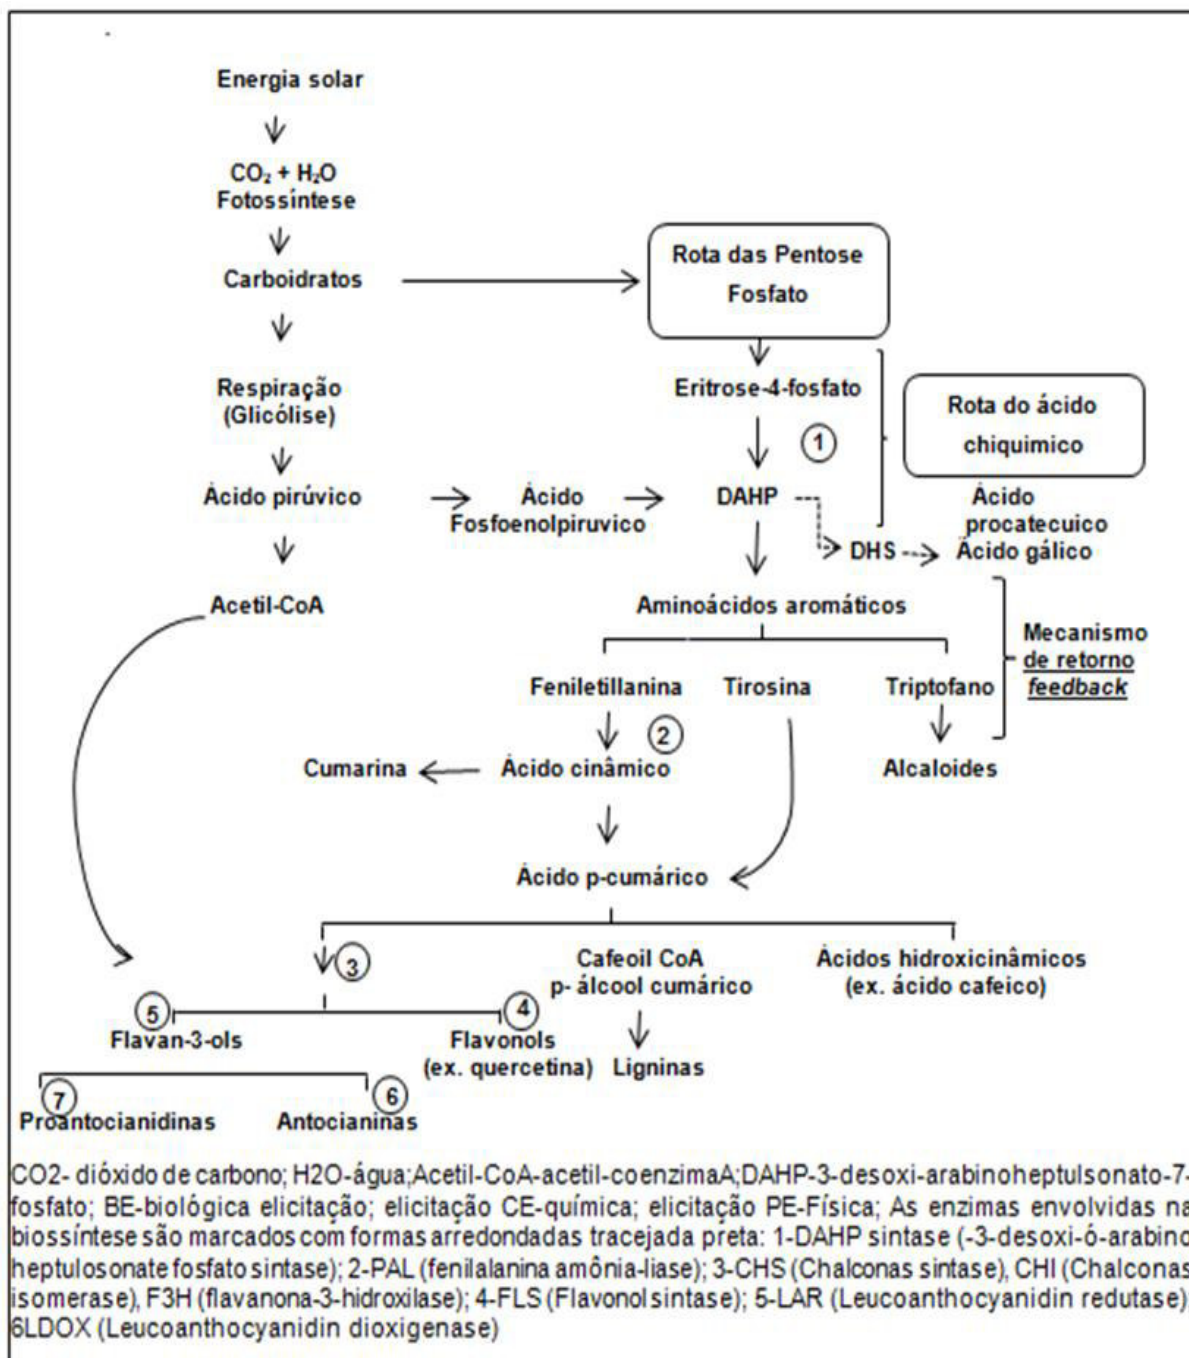 Energia solar
CO₂ + H₂O
Fotossíntese
Carboidratos
Rota das Pentose
Fosfato
Respiração
(Glicólise)
Eritrose-4-fosfato
1
Rota do ácido
chiquimico
Ácido pirúvico
Ácido
Fosfoenolpiruvico
DAHP
DHS
Ácido
procatecuico
Ácido gálico
Acetil-CoA
Aminoácidos aromáticos
Mecanismo
de retorno
feedback
Feniletillanina
Tirosina
Triptofano
2
Cumarina
Ácido cinâmico
Alcaloides
Ácido p-cumárico
3
Cafeoil CoA
p- álcool cumárico
Ácidos hidroxicinâmicos
(ex. ácido cafeico)
5
4
Flavan-3-ols
Flavonols
(ex. quercetina)
Ligninas
7
6
Proantocianidinas
Antocianinas
CO2- dióxido de carbono; H2O-água;Acetil-CoA-acetil-coenzimaA;DAHP-3-desoxi-arabinoheptulsonato-7-
fosfato; BE-biológica elicitação; elicitação CE-química; elicitação PE-Física; As enzimas envolvidas na
biossíntese são marcados com formas arredondadas tracejada preta: 1-DAHP sintase (-3-desoxi-ó-arabino
heptulosonate fosfato sintase); 2-PAL (fenilalanina amônia-liase); 3-CHS (Chalconas sintase), CHI (Chalconas
isomerase), F3H (flavanona-3-hidroxilase); 4-FLS (Flavonol sintase); 5-LAR (Leucoanthocyanidin redutase)
6LDOX (Leucoanthocyanidin dioxigenase)